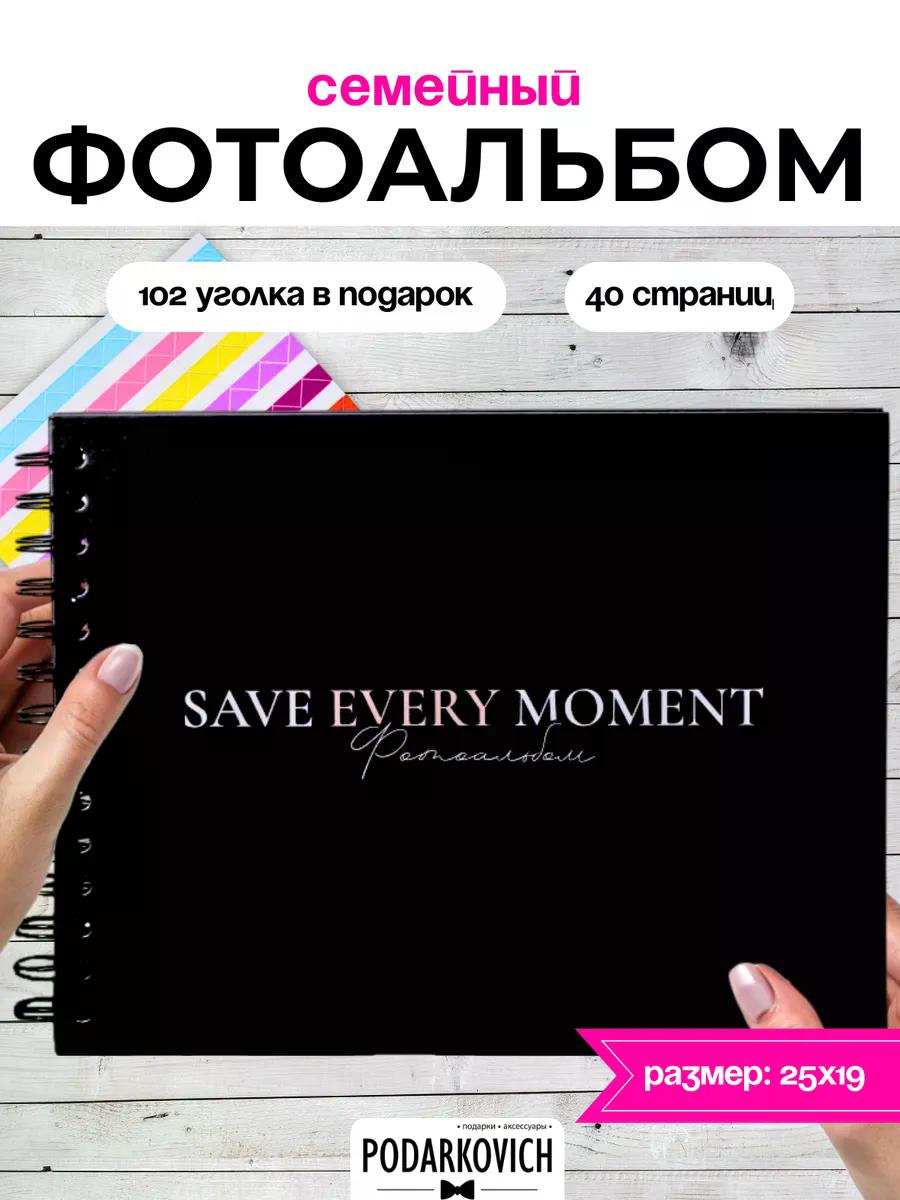 семейный
ФОТОАЛЬБОМ
102 уголка в подарок
40 страниц
SAVE EVERY MOMENT
Фотоальбом
размер: 25х19
• подарки • аксессуары •
PODARKOVICH